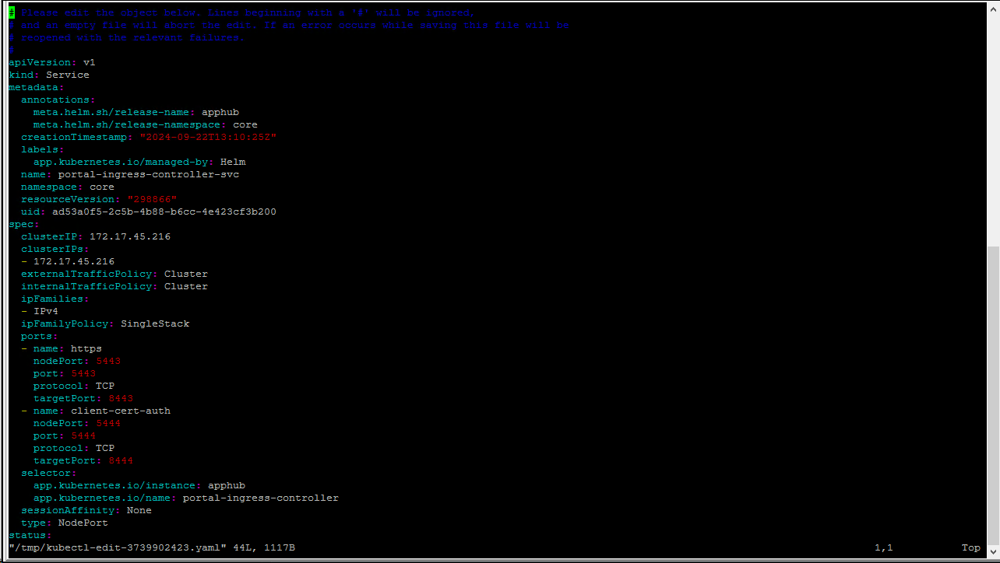 # Please edit the object below. Lines beginning with a '#' will be ignored,
# and an empty file will abort the edit. If an error occurs while saving this file will be
# reopened with the relevant failures.
#
apiVersion: v1
kind: Service
metadata:
  annotations:
    meta.helm.sh/release-name: apphub
    meta.helm.sh/release-namespace: core
  creationTimestamp: "2024-09-22T13:10:25Z"
  labels:
    app.kubernetes.io/managed-by: Helm
  name: portal-ingress-controller-svc
  namespace: core
  resourceVersion: "298866"
  uid: ad53a0f5-2c5b-4b88-b6cc-4e423cf3b200
spec:
  clusterIP: 172.17.45.216
  clusterIPs:
  - 172.17.45.216
  externalTrafficPolicy: Cluster
  internalTrafficPolicy: Cluster
  ipFamilies:
  - IPv4
  ipFamilyPolicy: SingleStack
  ports:
  - name: https
    nodePort: 5443
    port: 5443
    protocol: TCP
    targetPort: 8443
  - name: client-cert-auth
    nodePort: 5444
    port: 5444
    protocol: TCP
    targetPort: 8444
  selector:
    app.kubernetes.io/instance: apphub
    app.kubernetes.io/name: portal-ingress-controller
  sessionAffinity: None
  type: NodePort
status:
"/tmp/kubectl-edit-3739902423.yaml" 44L, 1117B 1,1 Top